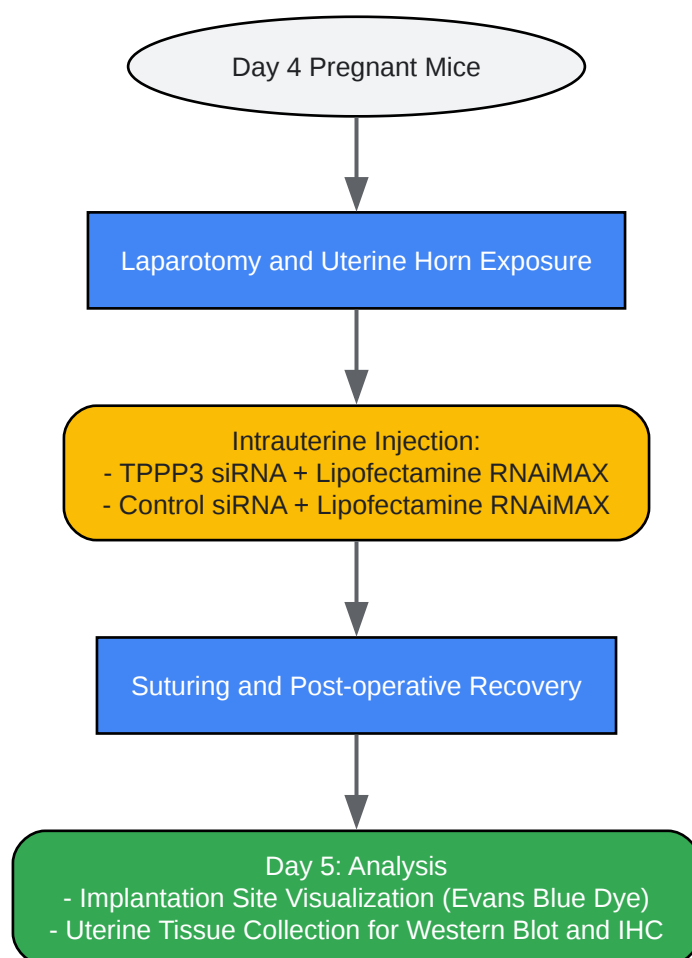 Day 4 Pregnant Mice
Laparotomy and Uterine Horn Exposure
Intrauterine Injection:
- TPPP3 siRNA + Lipofectamine RNAiMAX
- Control siRNA + Lipofectamine RNAiMAX
Suturing and Post-operative Recovery
Day 5: Analysis
- Implantation Site Visualization (Evans Blue Dye)
- Uterine Tissue Collection for Western Blot and IHC